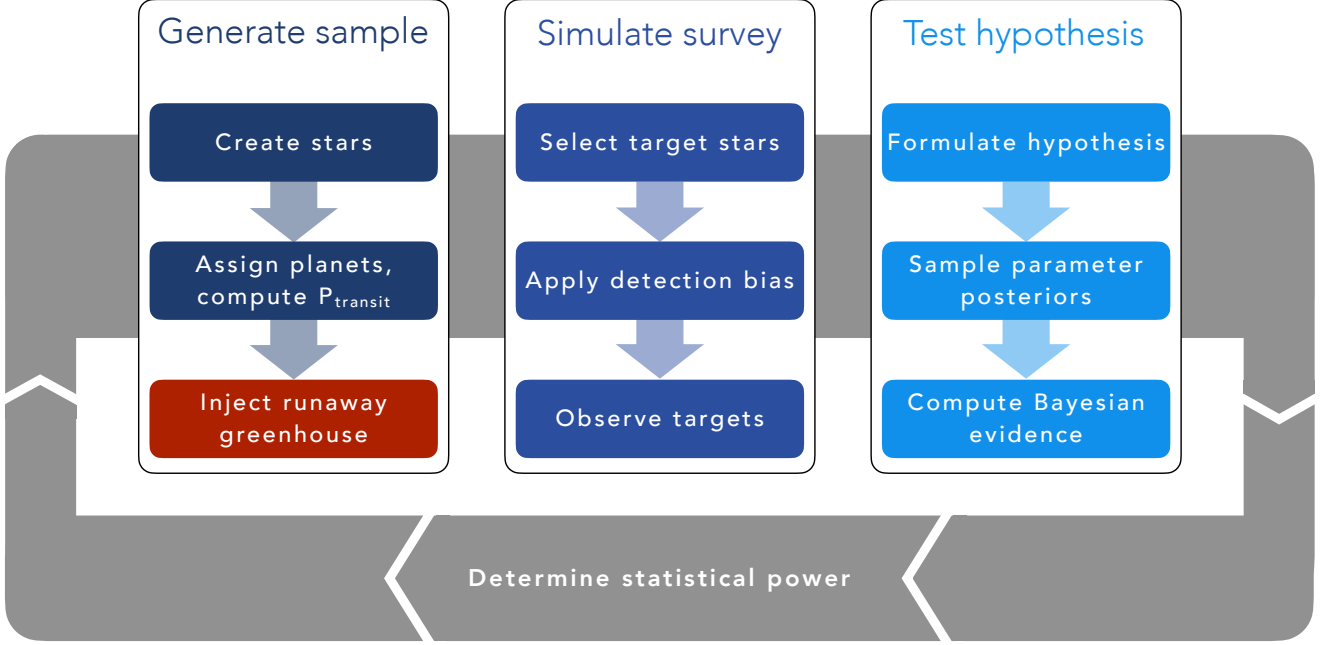 Generate sample
Create stars
Assign planets,
compute P_transit
Inject runaway
greenhouse
Simulate survey
Select target stars
Apply detection bias
Observe targets
Test hypothesis
Formulate hypothesis
Sample parameter
posteriors
Compute Bayesian
evidence
Determine statistical power